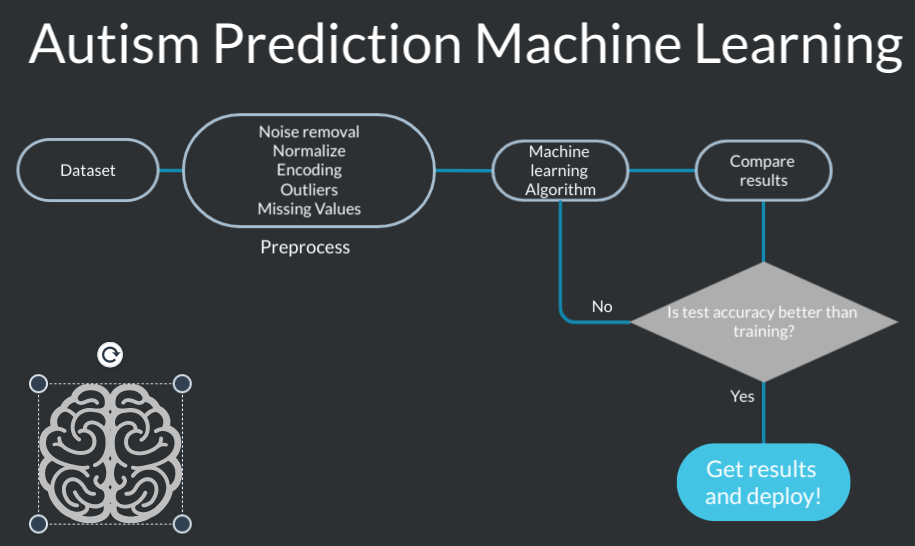 Autism Prediction Machine Learning
Dataset
Noise removal
Normalize
Encoding
Outliers
Missing Values
Preprocess
Machine
learning
Algorithm
Compare
results
Is test accuracy better than
training?
No
Yes
Get results
and deploy!